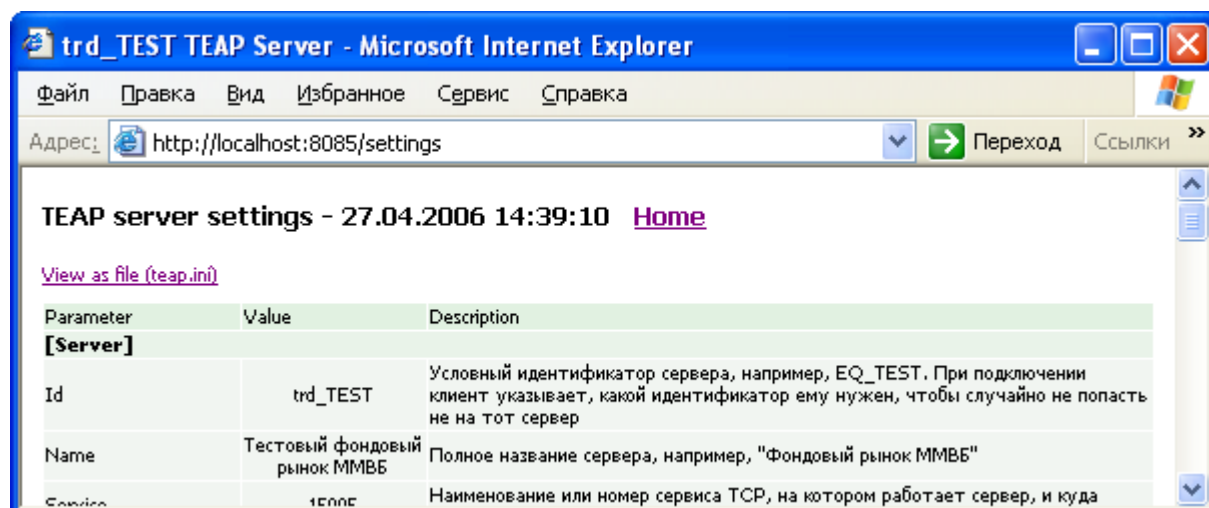 trd_TEST TEAP Server - Microsoft Internet Explorer
Файл Правка Вид Избранное Сервис Справка
Адрес: http://localhost:8085/settings Переход Ссылки »
TEAP server settings - 27.04.2006 14:39:10 Home
View as file (teap.ini)
Parameter Value Description
[Server]
Id trd_TEST Условный идентификатор сервера, например, EQ_TEST. При подключении
клиент указывает, какой идентификатор ему нужен, чтобы случайно не попасть
не на тот сервер
Name Тестовый фондовый
рынок ММВБ Полное название сервера, например, "Фондовый рынок ММВБ"
Service Наименование или номер сервиса TCP, на котором работает сервер, и куда